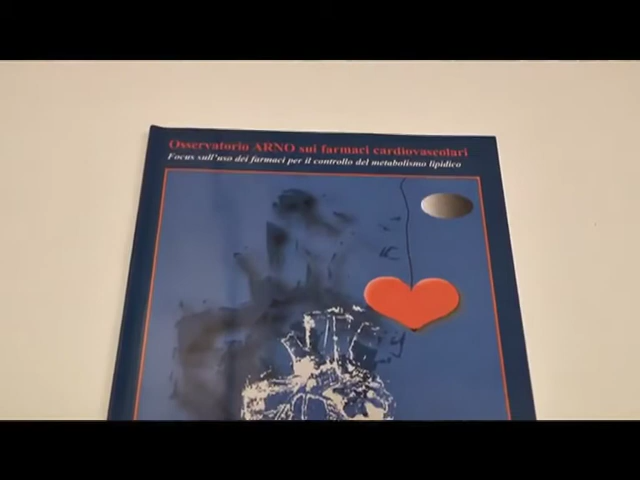 Osservatorio ARNO sui farmaci cardiovascolari
Focus sull'uso dei farmaci per il controllo del metabolismo lipidico